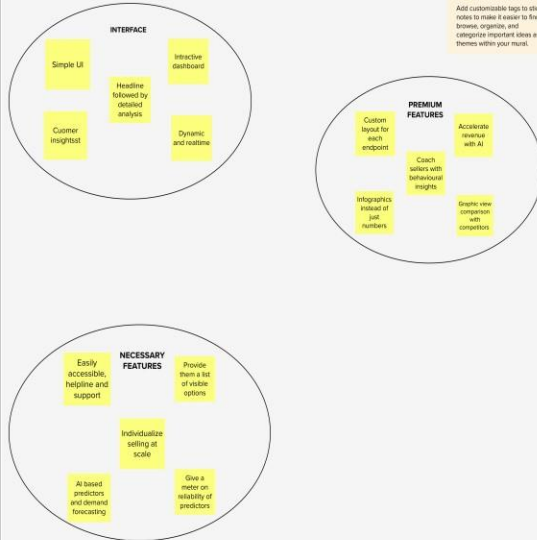 INTERFACE
Simple UI
Intractive
dashboard
Headline
followed by
detailed
analysis
Cuomer
insightsst
Dynamic
and realtime
Add customizable tags to
notes to make it easier to
browse, organize, and
categorize important ideas
themes within your mural.
PREMIUM
FEATURES
Custom
layout for
each
endpoint
Accelerate
revenue
with AI
Coach
sellers with
behavioural
insights
Infographics
instead of
just
numbers
Graphic view
comparison
with
competitors
NECESSARY
FEATURES
Easily
accessible,
helpline and
support
Provide
them a list
of visible
options
Individualize
selling at
scale
AI based
predictors
and demand
forecasting
Give a
meter on
reliability of
predictors